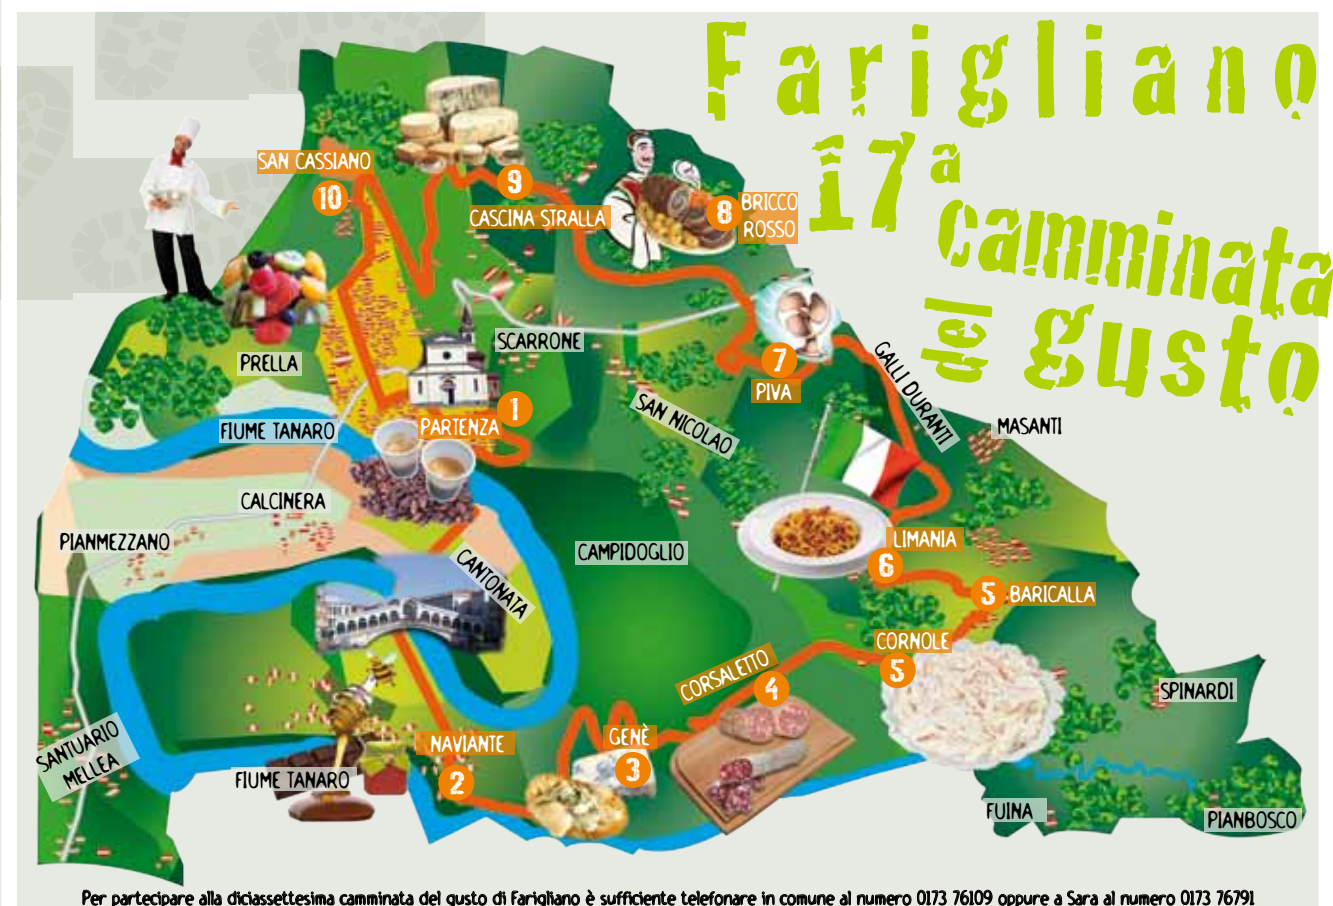 Farigliano
17a
camminata
del gusto
SAN CASSIANO
10
9
CASCINA STRALLA
8
BRICCO
ROSSO
SCARRONE
PRELLA
7
PIVA
GALLI DURANTI
SAN NICOLAO
MASANTI
1
PARTENZA
FIUME TANARO
CALCINERA
PIANMEZZANO
CANTONATA
CAMPIDOGLIO
LIMANIA
6
5
BARICALLA
CORNOLE
5
CORSALETTO
4
SPINARDI
SANTUARIO
MELLEA
NAVIANTE
2
GENÈ
3
FIUME TANARO
FUINA
PIANBOSCO
Per partecipare alla diciassettesima camminata del gusto di Farigliano è sufficiente telefonare in comune al numero 0173 76109 oppure a Sara al numero 0173 76791